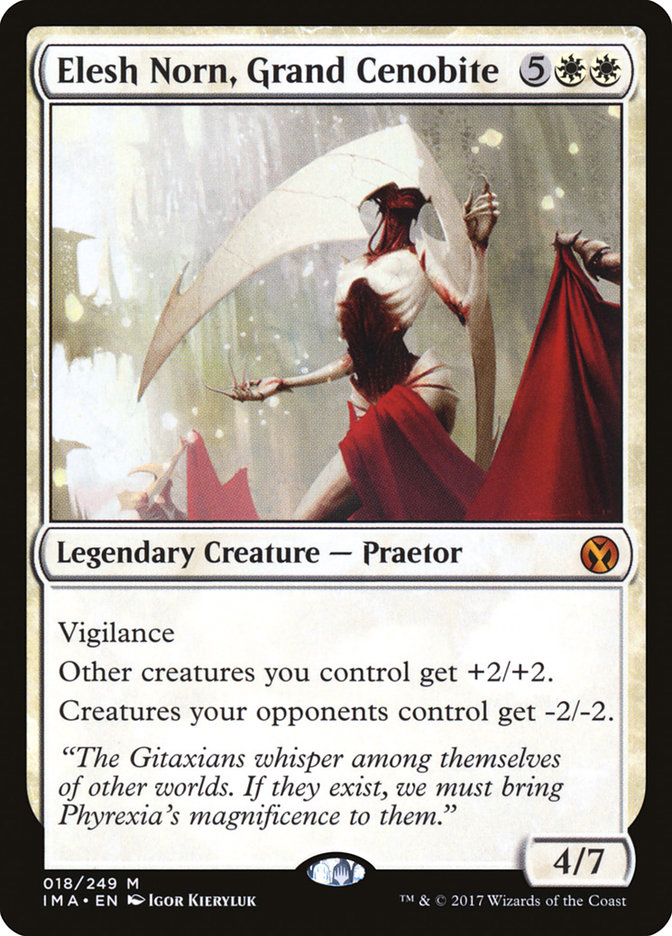 Elesh Norn, Grand Cenobite 5
Legendary Creature — Praetor
Vigilance
Other creatures you control get +2/+2.
Creatures your opponents control get -2/-2.
“The Gitaxians whisper among themselves
of other worlds. If they exist, we must bring
Phyrexia’s magnificence to them.”
4/7
018/249 M
IMA • EN Igor Kieryluk
™ & © 2017 Wizards of the Coast